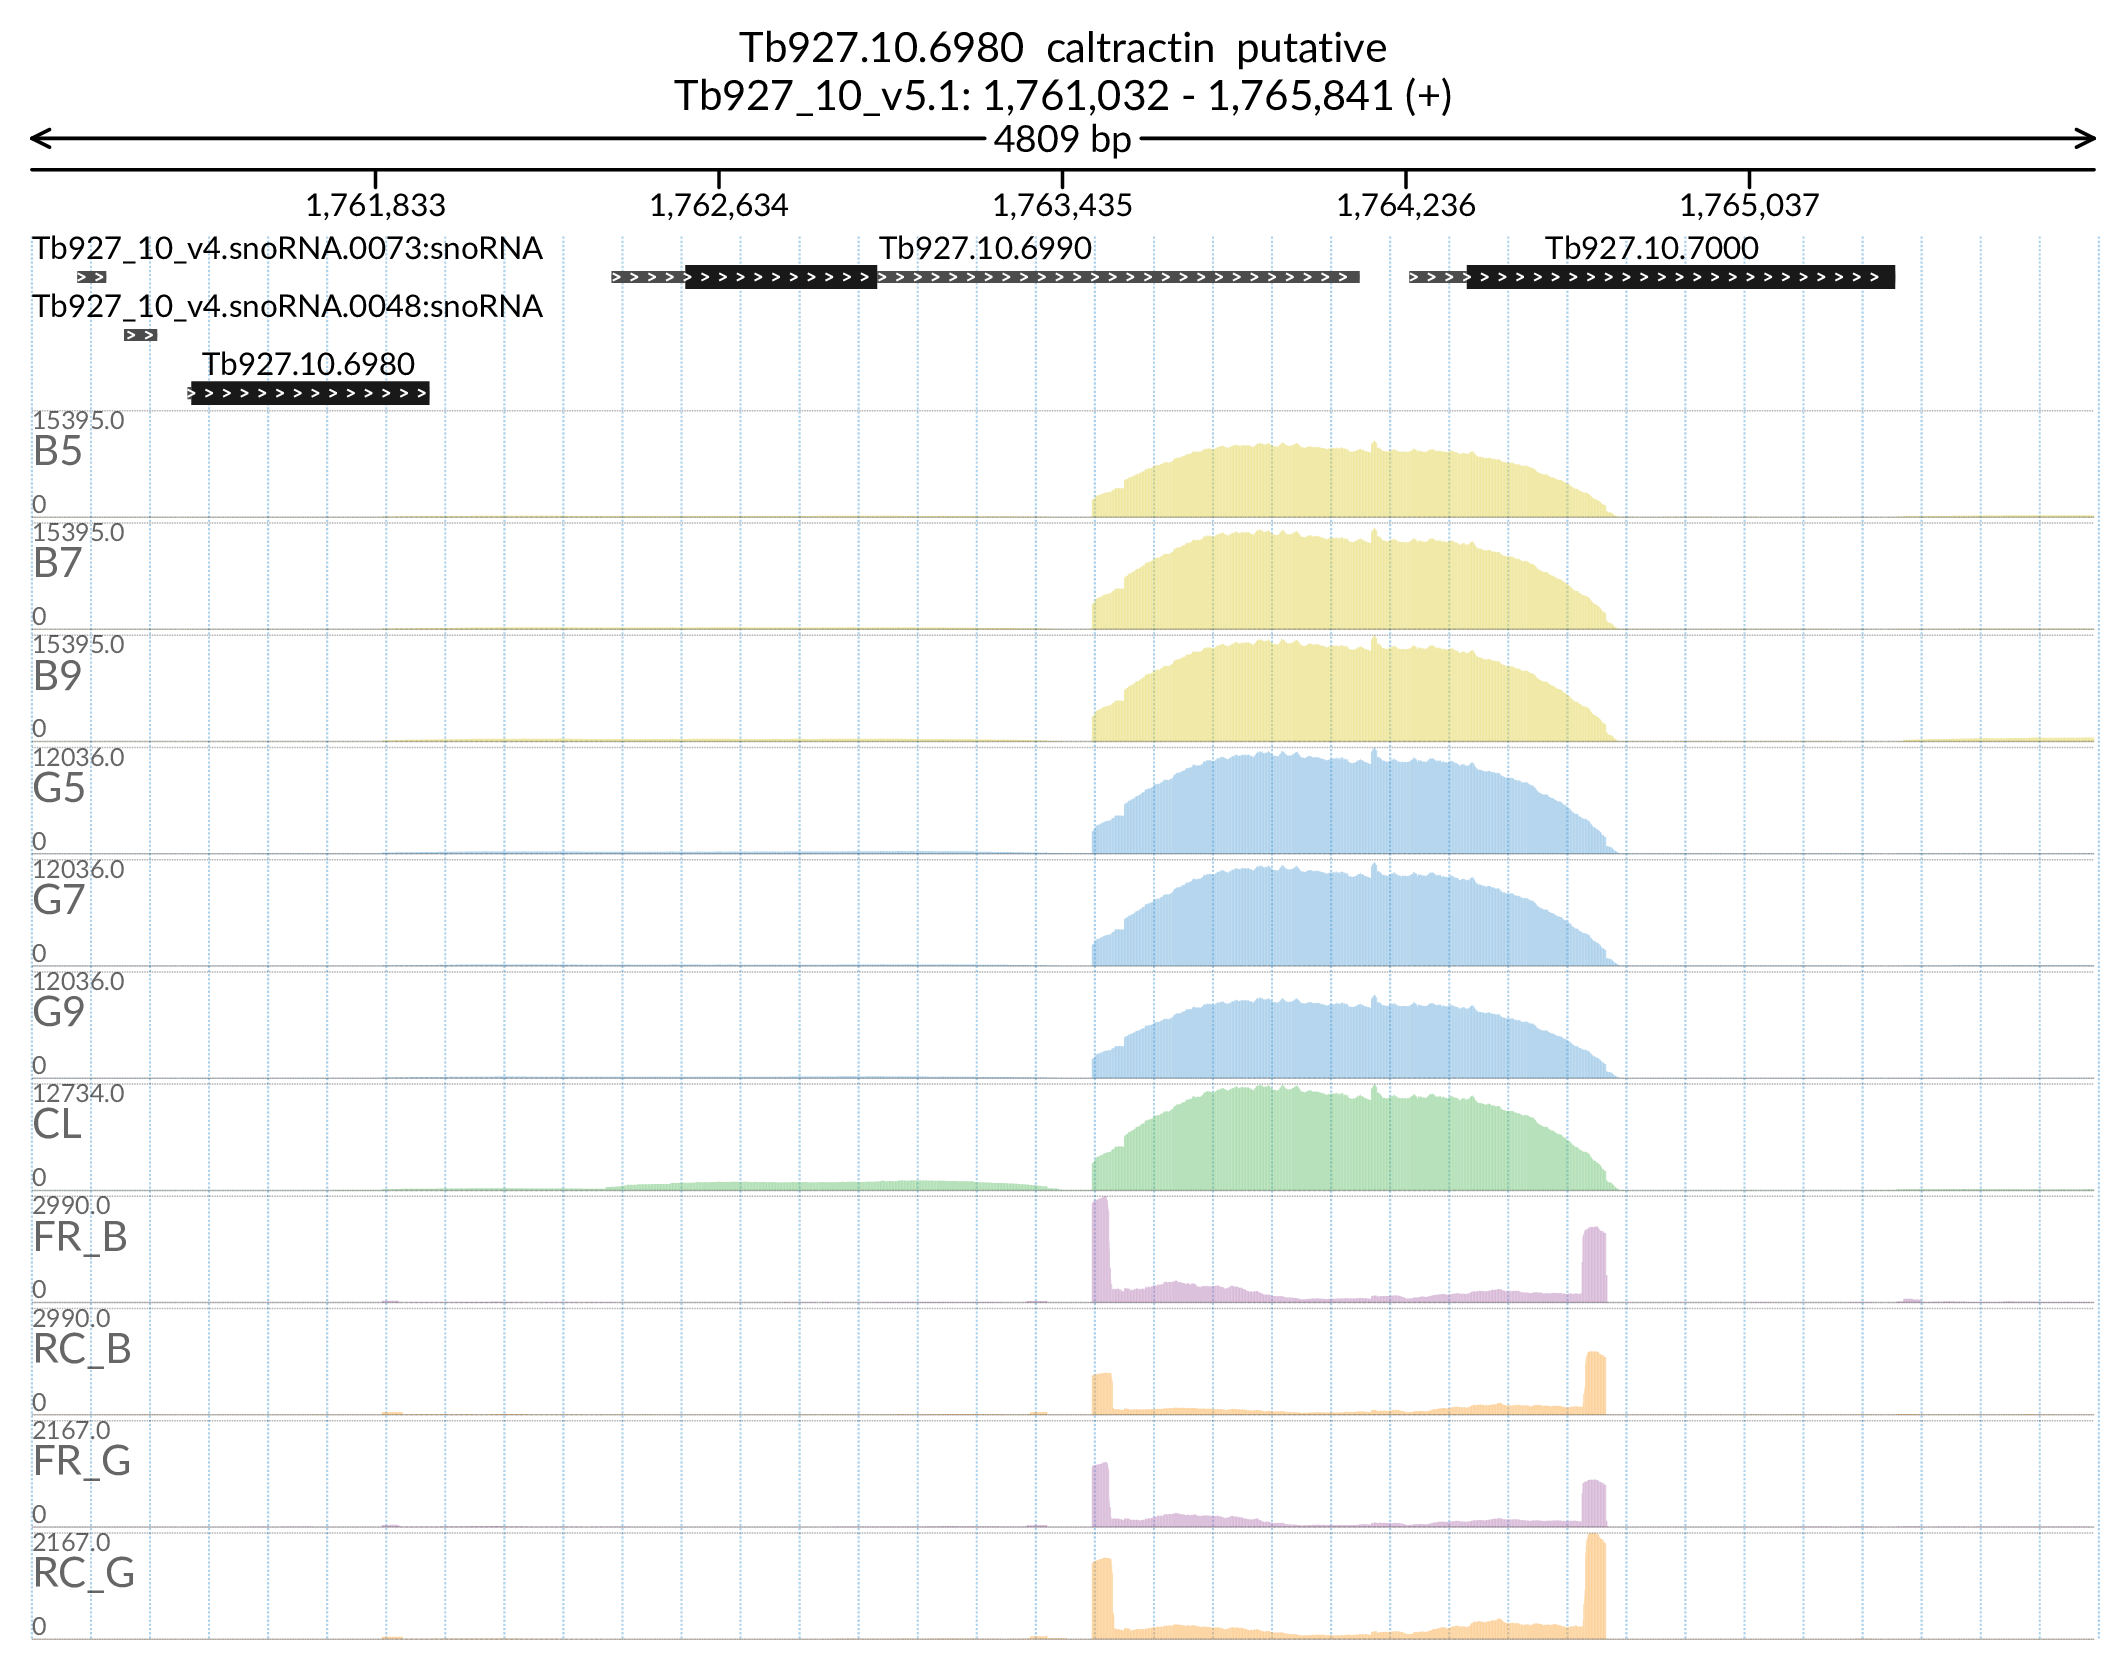 Tb927.10.6980 caltractin putative
Tb927_10_v5.1: 1,761,032 - 1,765,841 (+)
4809 bp
1,761,833 1,762,634 1,763,435 1,764,236 1,765,037
Tb927_10_v4.snoRNA.0073:snoRNA Tb927.10.6990 Tb927.10.7000
Tb927_10_v4.snoRNA.0048:snoRNA
Tb927.10.6980
15395.0
B5
0
15395.0
B7
0
15395.0
B9
0
12036.0
G5
0
12036.0
G7
0
12036.0
G9
0
12734.0
CL
0
2990.0
FR_B
0
2990.0
RC_B
0
2167.0
FR_G
0
2167.0
RC_G
0